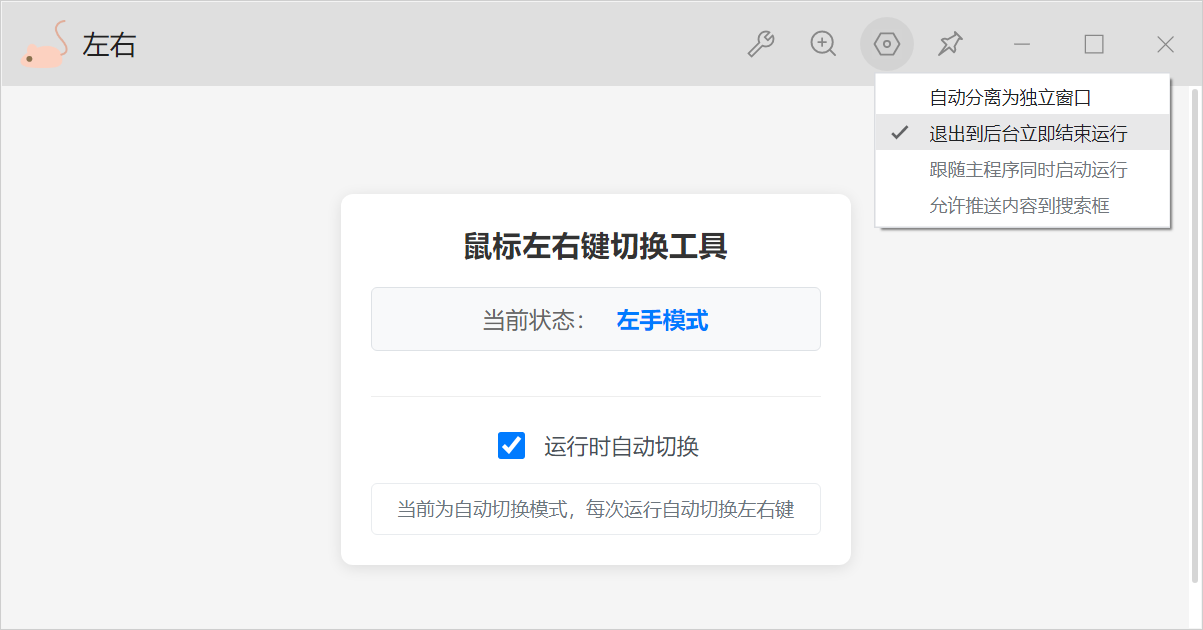 左右
自动分离为独立窗口
退出到后台立即结束运行
跟随主程序同时启动运行
允许推送内容到搜索框
鼠标左右键切换工具
当前状态： 左手模式
运行时自动切换
当前为自动切换模式，每次运行自动切换左右键